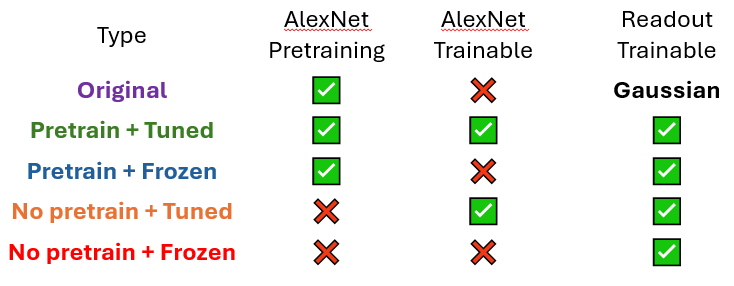 Type
AlexNet
Pretraining
AlexNet
Trainable
Readout
Trainable
Original
Gaussian
Pretrain + Tuned
Pretrain + Frozen
No pretrain + Tuned
No pretrain + Frozen